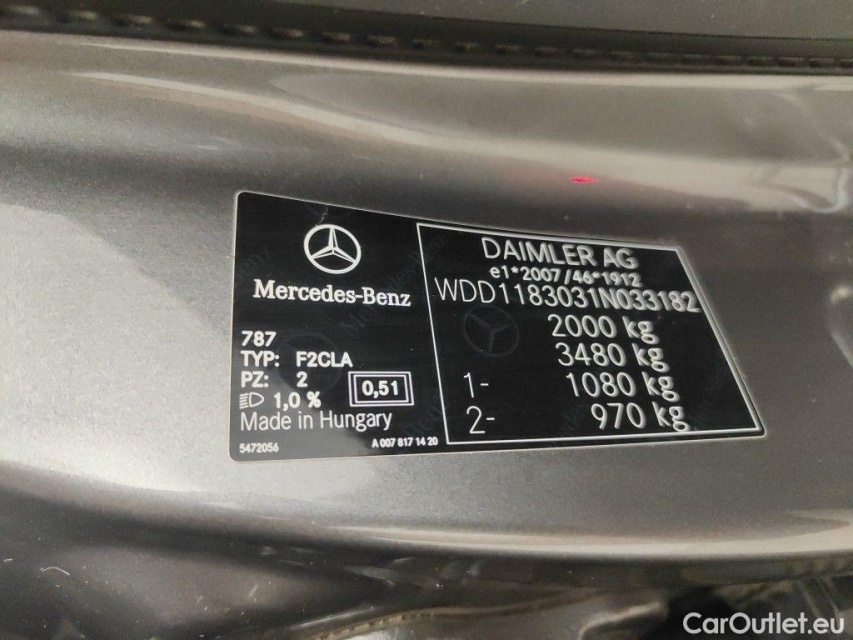 Mercedes-Benz
787
TYP: F2CLA
PZ: 2
0,51
1,0 %
Made in Hungary
5472056
A 007 817 14 20
DAIMLER AG
e1*2007/46*1912
WDD1183031N033182
2000 kg
3480 kg
1- 1080 kg
2- 970 kg
CarOutlet.eu